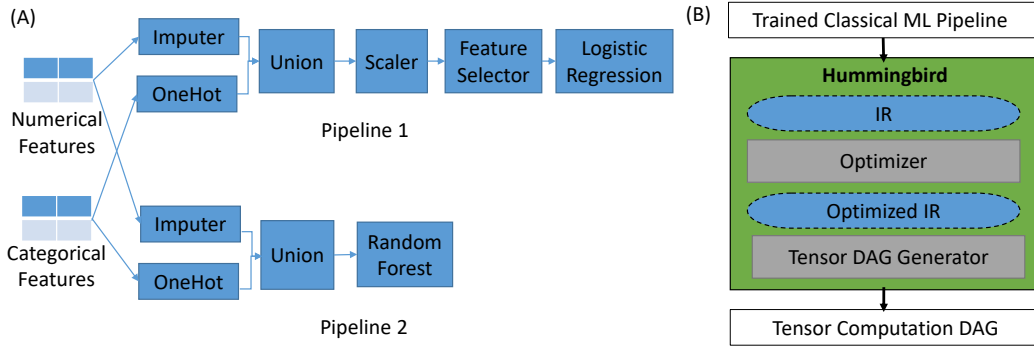 (A)
Imputer
OneHot
Union
Scaler
Feature
Selector
Logistic
Regression
Numerical
Features
Pipeline 1
Categorical
Features
Imputer
OneHot
Union
Random
Forest
Pipeline 2
(B)
Trained Classical ML Pipeline
Hummingbird
IR
Optimizer
Optimized IR
Tensor DAG Generator
Tensor Computation DAG